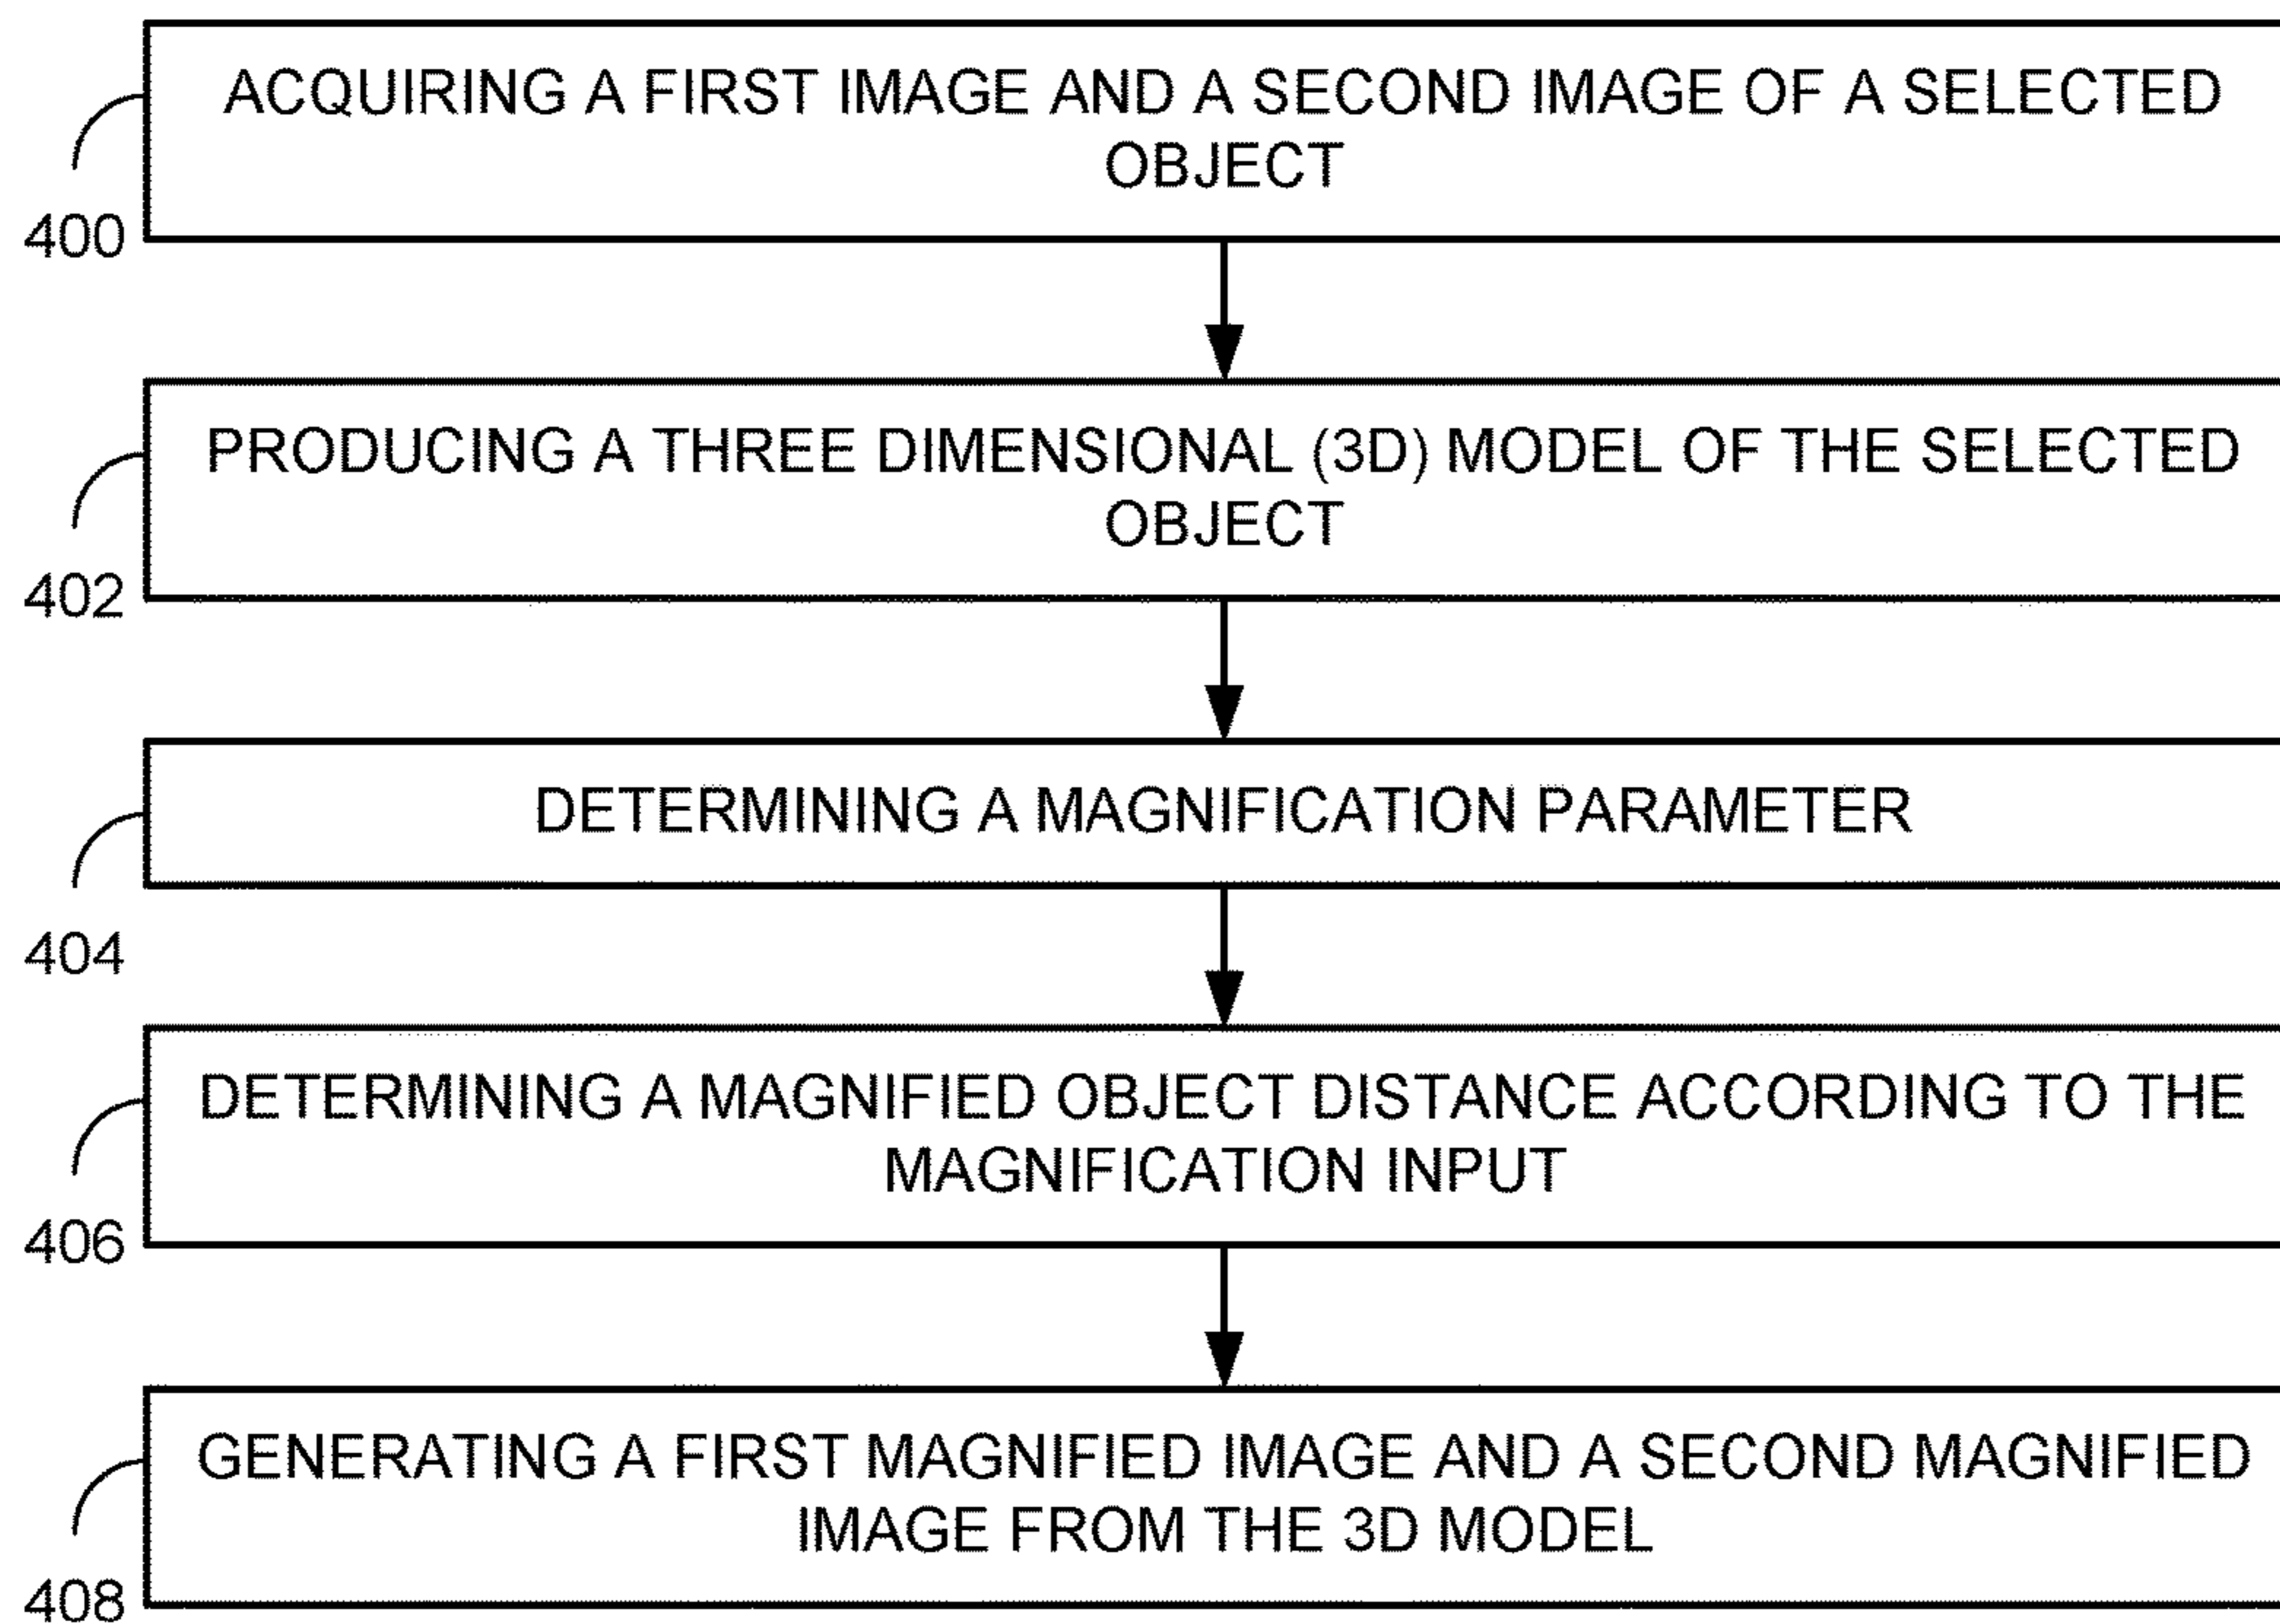 ACQUIRING A FIRST IMAGE AND A SECOND IMAGE OF A SELECTED
OBJECT
400
PRODUCING A THREE DIMENSIONAL (3D) MODEL OF THE SELECTED
OBJECT
402
DETERMINING A MAGNIFICATION PARAMETER
404
DETERMINING A MAGNIFIED OBJECT DISTANCE ACCORDING TO THE
MAGNIFICATION INPUT
406
GENERATING A FIRST MAGNIFIED IMAGE AND A SECOND MAGNIFIED
IMAGE FROM THE 3D MODEL
408